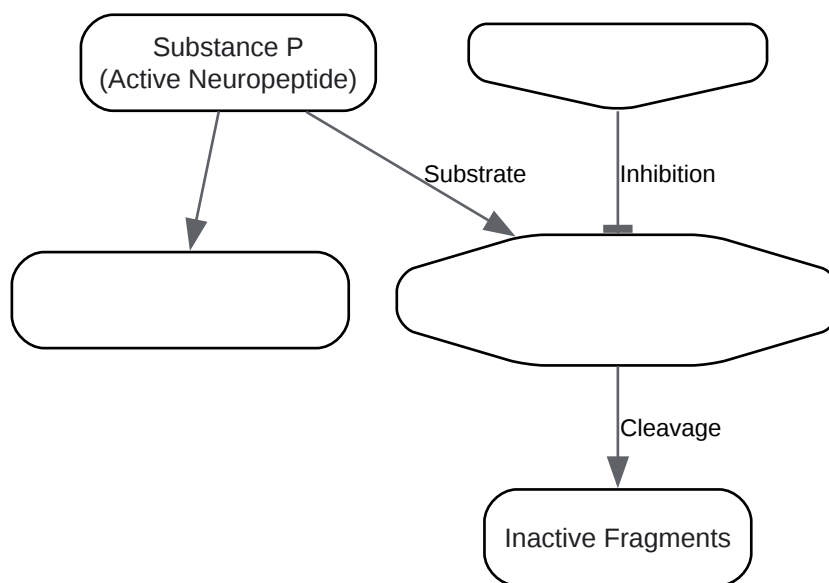 Substance P
(Active Neuropeptide)
Substrate
Inhibition
Cleavage
Inactive Fragments